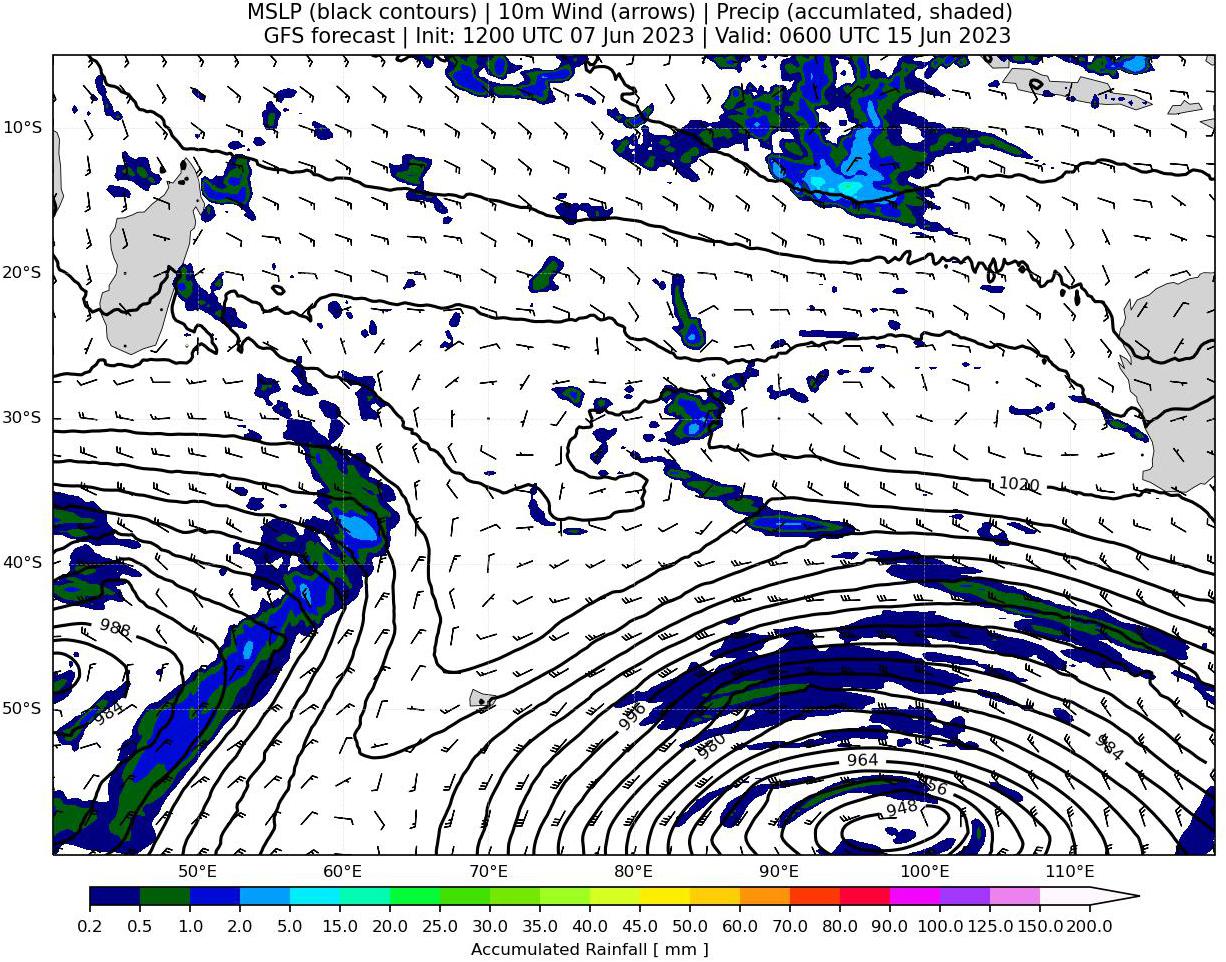 MSLP (black contours) | 10m Wind (arrows) | Precip (accumlated, shaded)
GFS forecast | Init: 1200 UTC 07 Jun 2023 | Valid: 0600 UTC 15 Jun 2023
10°S
20°S
30°S
1020
40°S
988
50°S
984
996
980
984
964
956
948
50°E 60°E 70°E 80°E 90°E 100°E 110°E
0.2 0.5 1.0 2.0 5.0 10.0 15.0 20.0 25.0 30.0 35.0 40.0 45.0 50.0 60.0 70.0 80.0 90.0 100.0 125.0 150.0 200.0
Accumulated Rainfall [ mm ]